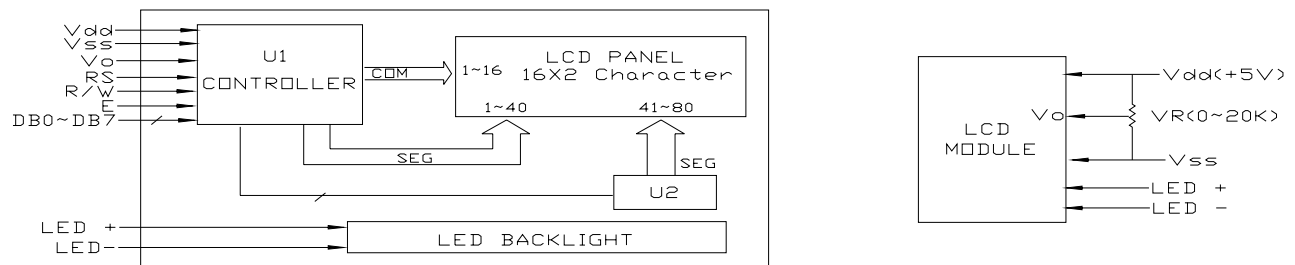 Vdd
Vss
Vo
RS
R/W
E
DB0~DB7
U1
CONTROLLER
COM
LCD PANEL
1~16
16X2 Character
1~40
41~80
SEG
SEG
U2
LED +
LED-
LED BACKLIGHT
LCD
MODULE
Vdd(+5V)
Vo
VR(0~20K)
Vss
LED +
LED -